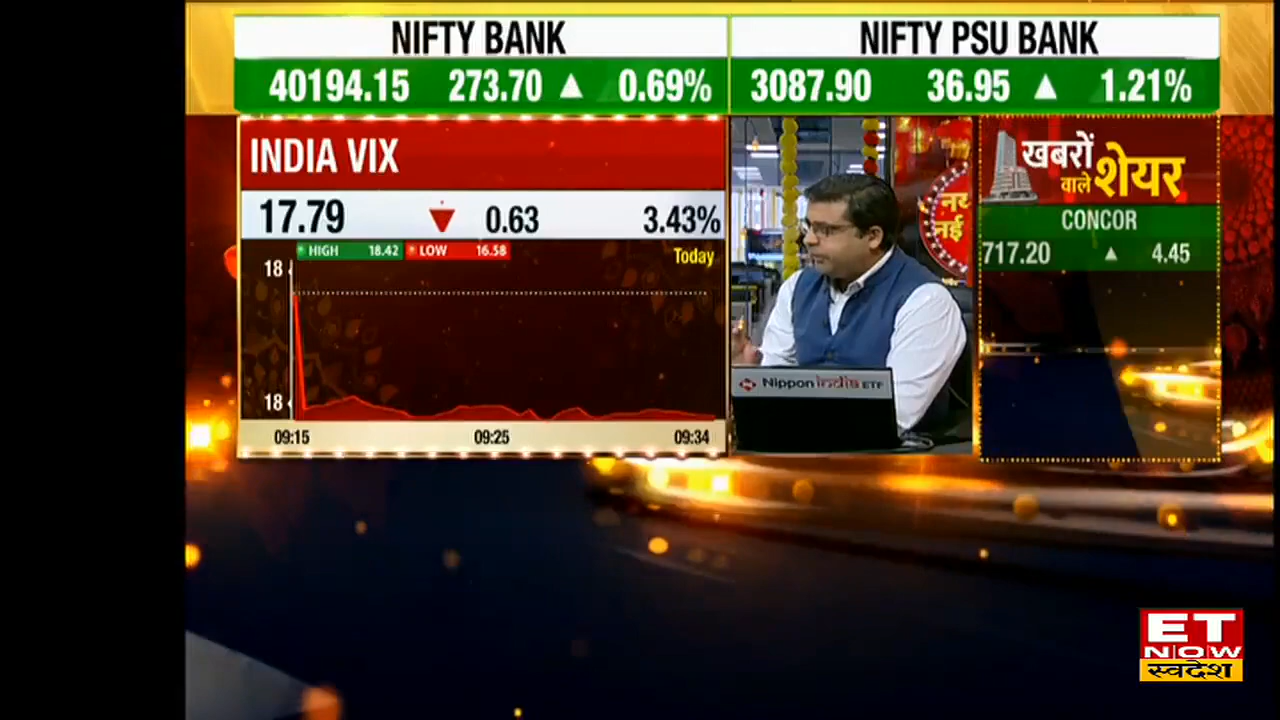 NIFTY BANK
40194.15 273.70 ▲ 0.69%
NIFTY PSU BANK
3087.90 36.95 ▲ 1.21%
INDIA VIX
17.79 ▼ 0.63 3.43%
HIGH 18.42 LOW 16.58
Today
18
18
09:15 09:25 09:34
Nippon india ETF
नई
खबरों
वाले शेयर
CONCOR
717.20 ▲ 4.45
ET
NOW
स्वदेश